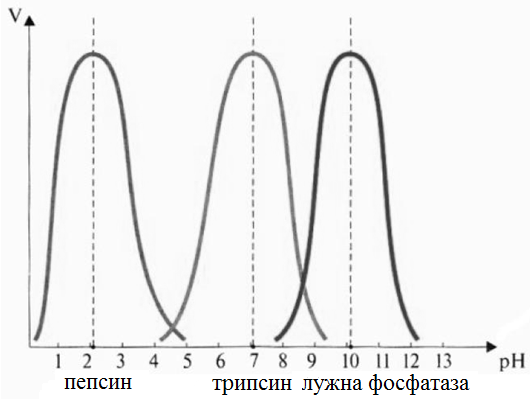 V
1 2 3 4 5 6 7 8 9 10 11 12 13 pH
пепсин трипсин лужна фосфатаза